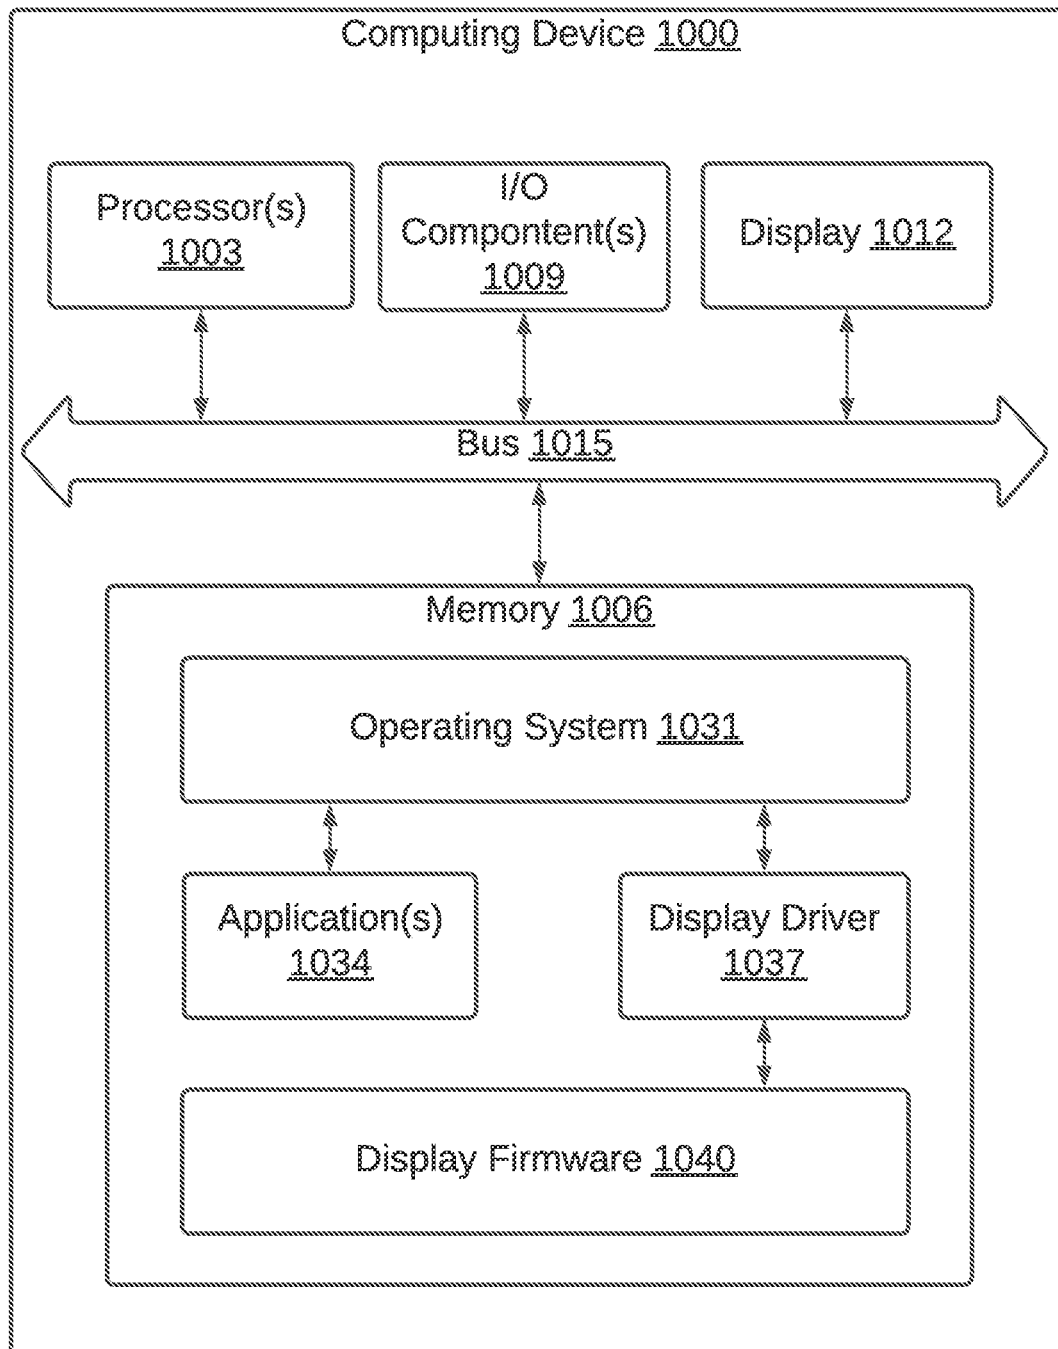 Computing Device 1000
Processor(s)
1003
I/O
Compontent(s)
1009
Display 1012
Bus 1015
Memory 1006
Operating System 1031
Application(s)
1034
Display Driver
1037
Display Firmware 1040